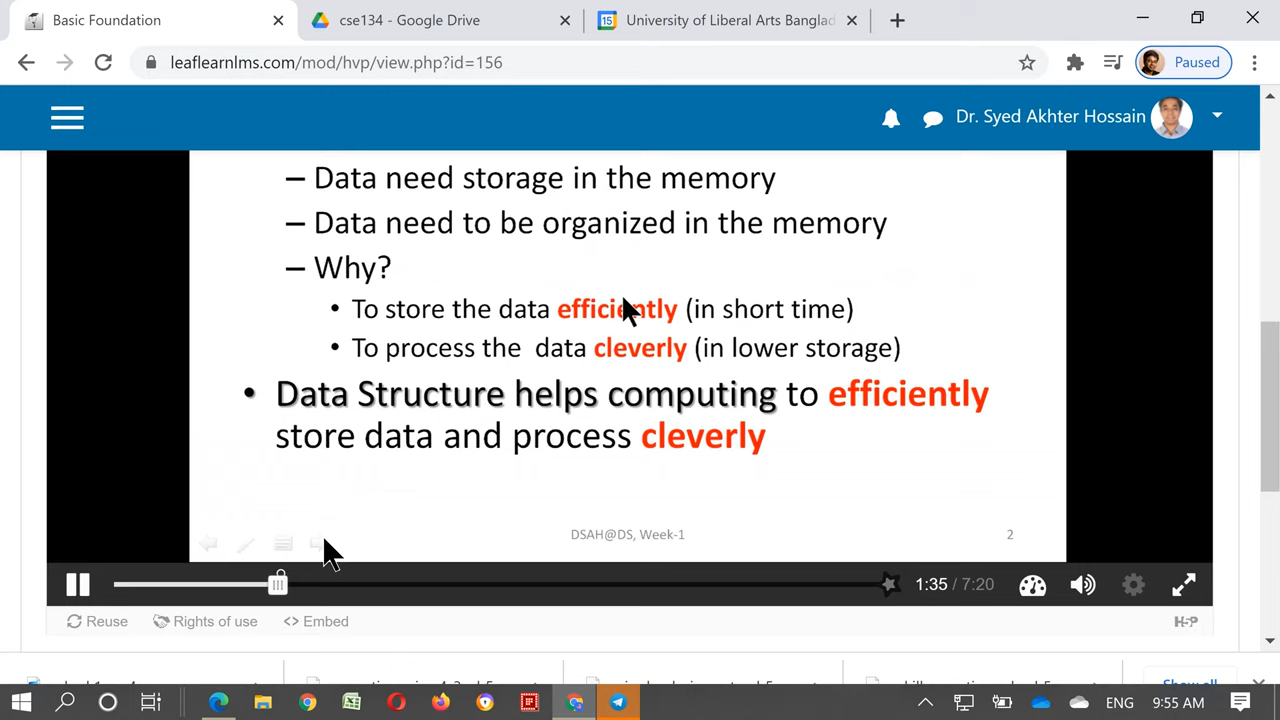 Basic Foundation
cse134 - Google Drive
15
University of Liberal Arts Banglad
leaflearnlms.com/mod/hvp/view.php?id=156
Paused
Dr. Syed Akhter Hossain
– Data need storage in the memory
– Data need to be organized in the memory
– Why?
• To store the data efficiently (in short time)
• To process the data cleverly (in lower storage)
• Data Structure helps computing to efficiently
store data and process cleverly
DSAH@DS, Week-1
2
1:35 / 7:20
Reuse
Rights of use
<> Embed
H5P
Show all
ENG
9:55 AM